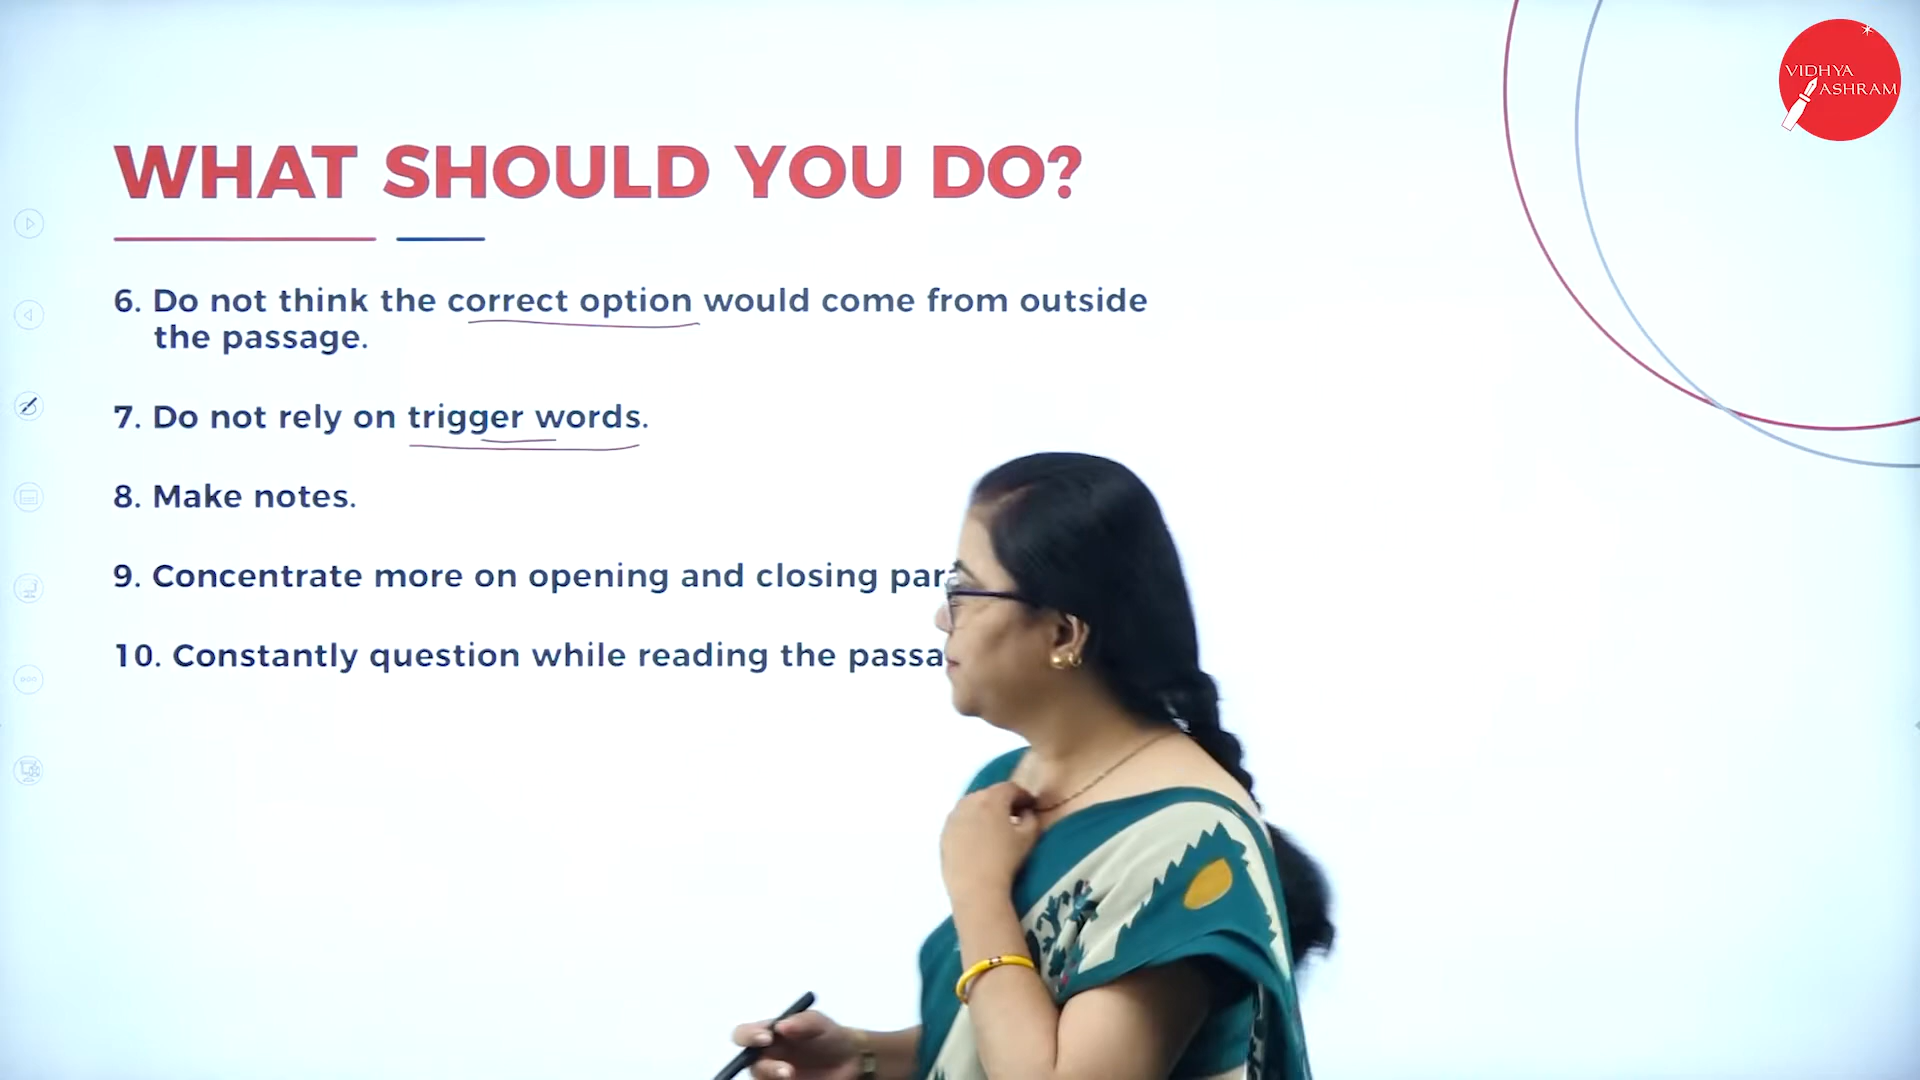 VIDHYA
ASHRAM
WHAT SHOULD YOU DO?
6. Do not think the correct option would come from outside
the passage.
7. Do not rely on trigger words.
8. Make notes.
9. Concentrate more on opening and closing
10. Constantly question while reading the